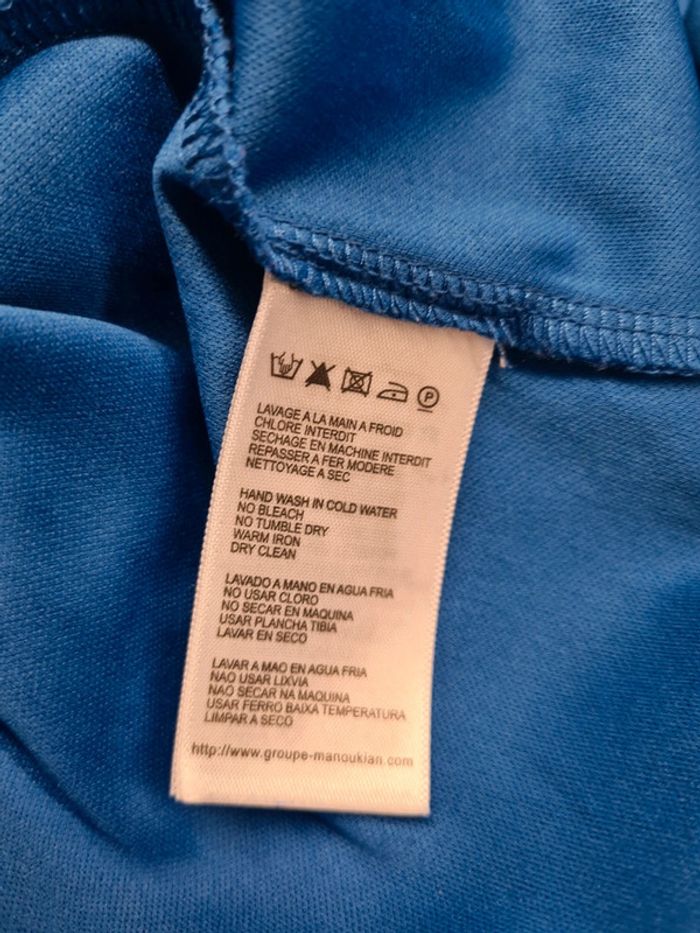 P
LAVAGE A LA MAIN A FROID
CHLORE INTERDIT
SECHAGE EN MACHINE INTERDIT
REPASSER A FER MODERE
NETTOYAGE A SEC
HAND WASH IN COLD WATER
NO BLEACH
NO TUMBLE DRY
WARM IRON
DRY CLEAN
LAVADO A MANO EN AGUA FRIA
NO USAR CLORO
NO SECAR EN MAQUINA
USAR PLANCHA TIBIA
LAVAR EN SECO
LAVAR A MAO EN AGUA FRIA
NAO USAR LIXVIA
NAO SECAR NA MAQUINA
USAR FERRO BAIXA TEMPERATURA
LIMPAR A SECO
http://www.groupe-manoukian.com